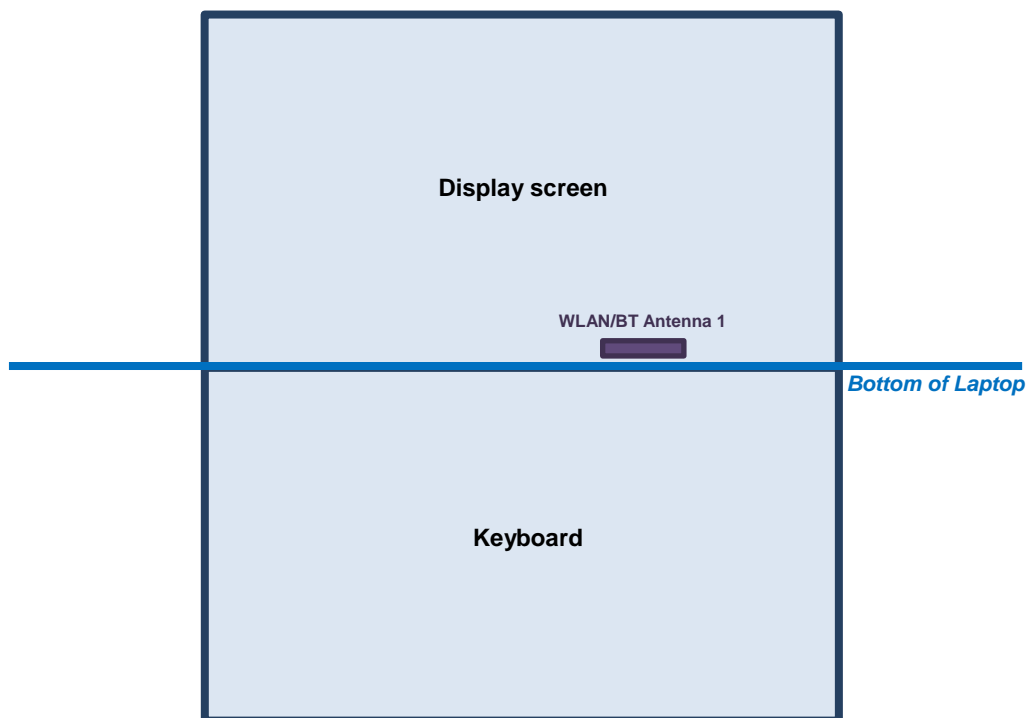 Display screen
WLAN/BT Antenna 1
Bottom of Laptop
Keyboard